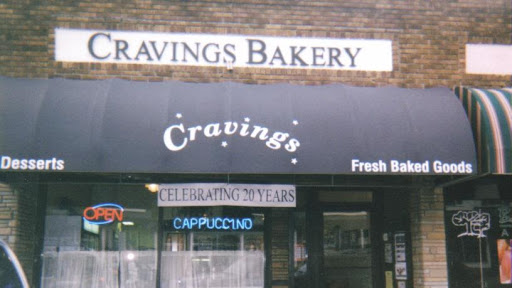 CRAVINGS BAKERY
Cravings
Desserts
Fresh Baked Goods
CELEBRATING 20 YEARS
OPEN
CAPPUCCINO